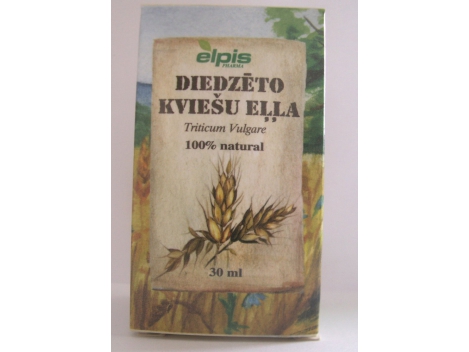 elpis
PHARMA
DIEDZĒTO
KVIEŠU EĻĻA
Triticum Vulgare
100% natural
30 ml